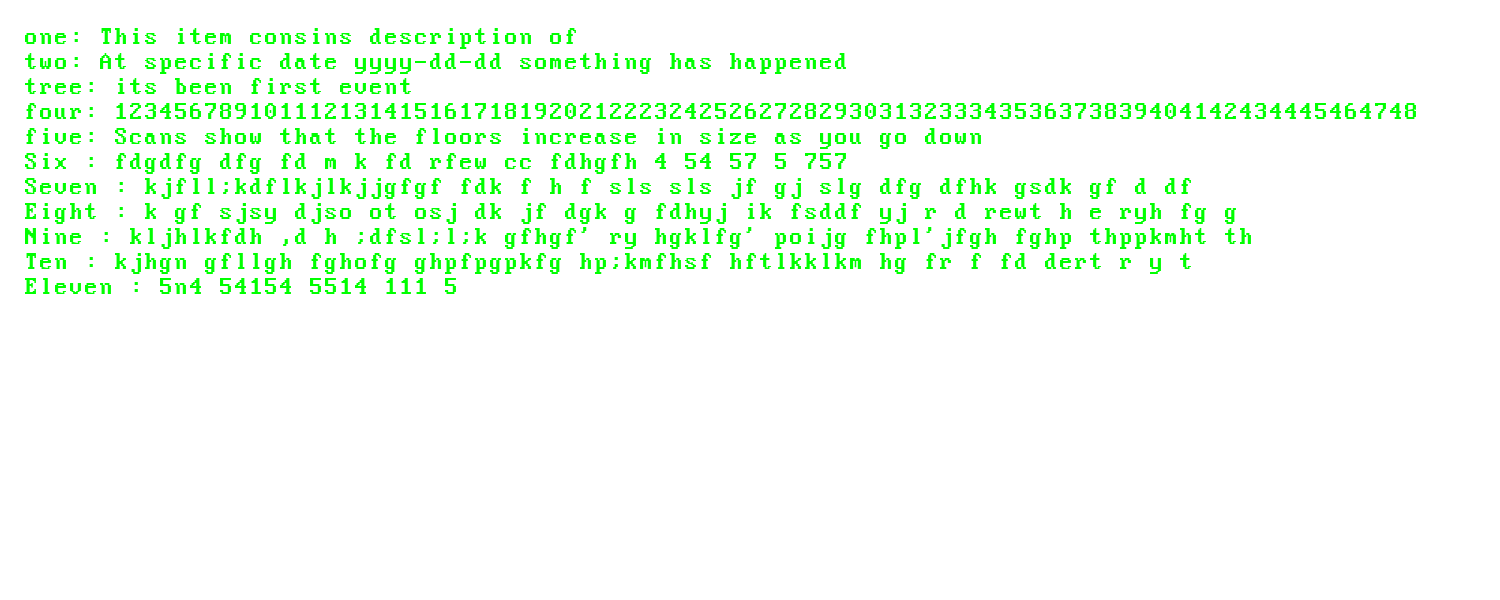 one: This item consins description of
two: At specific date yyyy-dd-dd something has happened
tree: its been first event
four: 123456789101112131415161718192021222324252627282930313233343536373839404142434445464748
five: Scans show that the floors increase in size as you go down
Six : fdgdfg dfg fd m k fd rfew cc fdhgfh 4 54 57 5 757
Seven : kjfll;kdflkjlkjjgfgf fdk f h f sls sls jf gj slg dfg dfhk gsdk gf d df
Eight : k gf sjsy djso ot osj dk jf dgk g fdhyj ik fsddf yj r d rewt h e ryh fg g
Nine : kljhlkfdh ,d h ;dfsl;l;k gfhgf' ry hgklfg' poijg fhpl'jfgh fghp thppkmht th
Ten : kjhgn gfllgh fghofg ghpfpgpkfg hp;kmfhsf hftlkklkm hg fr f fd dert r y t
Eleven : 5n4 54154 5514 111 5